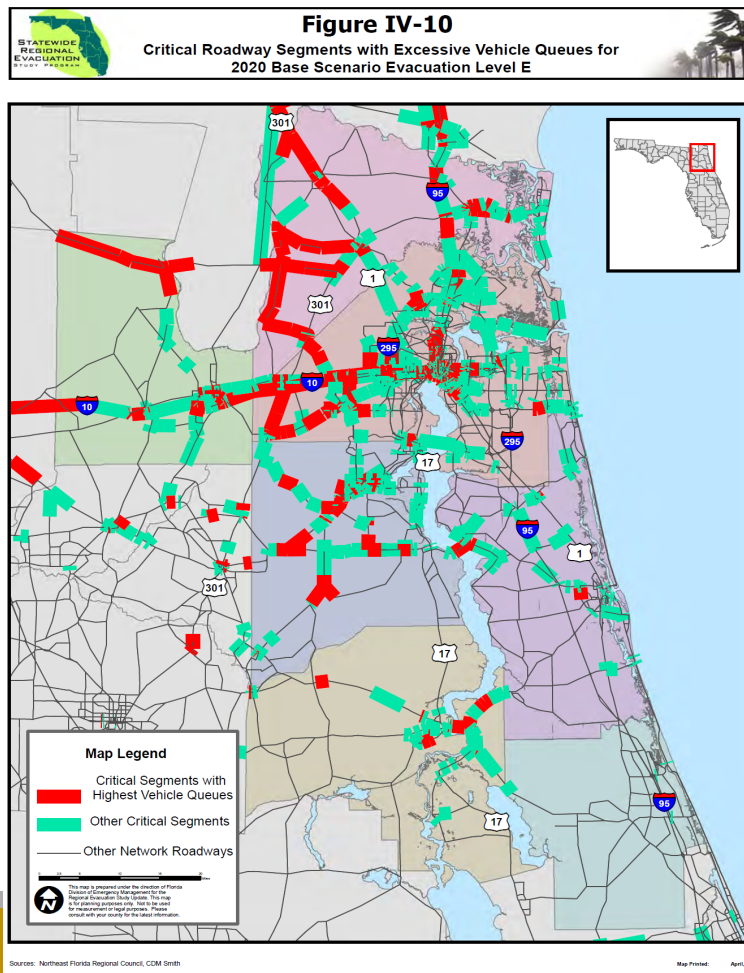 STATEWIDE
REGIONAL
EVACUATION
STUDY PROGRAM
Figure IV-10
Critical Roadway Segments with Excessive Vehicle Queues for
2020 Base Scenario Evacuation Level E
301
95
1
301
295
10
10
295
17
95
1
301
17
95
17
Map Legend
Critical Segments with
Highest Vehicle Queues
Other Critical Segments
Other Network Roadways
Miles
N
This map is prepared under the direction of Florida
Division of Emergency Management for the
Regional Evacuation Study Update. This map
is for planning purposes only. Not to be used
for measurement or legal purposes. Please
consult with your county for the latest information.
Sources: Northeast Florida Regional Council, CDM Smith
Map Printed: April,